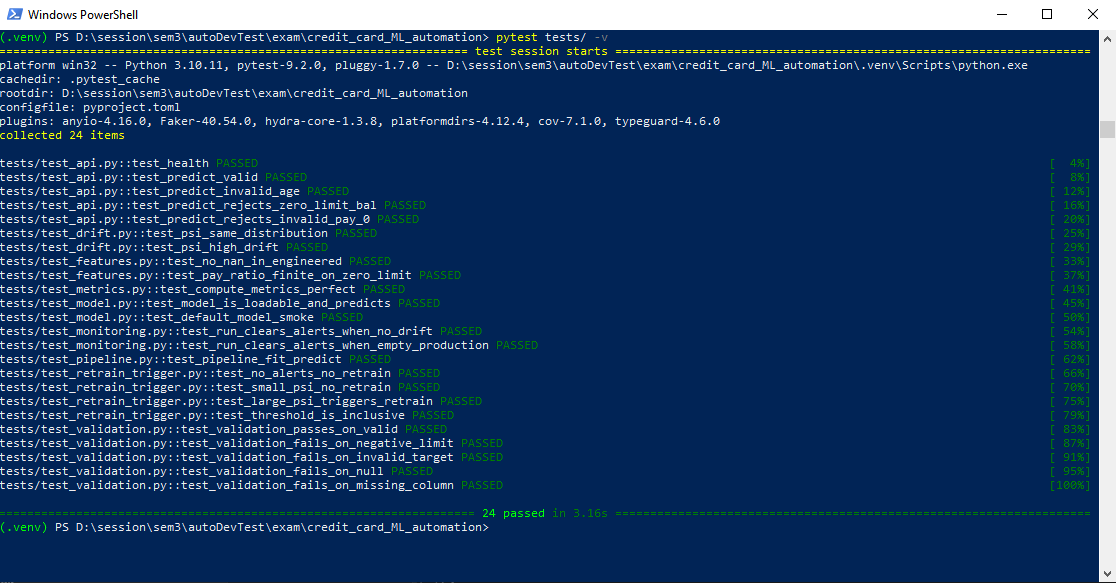 Windows PowerShell
(.venv) PS D:\session\sem3\autoDevTest\exam\credit_card_ML_automation> pytest tests/ -v
============================= test session starts =============================
platform win32 -- Python 3.10.11, pytest-9.2.0, pluggy-1.7.0 -- D:\session\sem3\autoDevTest\exam\credit_card_ML_automation\.venv\Scripts\python.exe
cachedir: .pytest_cache
rootdir: D:\session\sem3\autoDevTest\exam\credit_card_ML_automation
configfile: pyproject.toml
plugins: anyio-4.16.0, Faker-40.54.0, hydra-core-1.3.8, platformdirs-4.12.4, cov-7.1.0, typeguard-4.6.0
collected 24 items
tests/test_api.py::test_health PASSED [  4%]
tests/test_api.py::test_predict_valid PASSED [  8%]
tests/test_api.py::test_predict_invalid_age PASSED [ 12%]
tests/test_api.py::test_predict_rejects_zero_limit_bal PASSED [ 16%]
tests/test_api.py::test_predict_rejects_invalid_pay_0 PASSED [ 20%]
tests/test_drift.py::test_psi_same_distribution PASSED [ 25%]
tests/test_drift.py::test_psi_high_drift PASSED [ 29%]
tests/test_features.py::test_no_nan_in_engineered PASSED [ 33%]
tests/test_features.py::test_pay_ratio_finite_on_zero_limit PASSED [ 37%]
tests/test_metrics.py::test_compute_metrics_perfect PASSED [ 41%]
tests/test_model.py::test_model_is_loadable_and_predicts PASSED [ 45%]
tests/test_model.py::test_default_model_smoke PASSED [ 50%]
tests/test_monitoring.py::test_run_clears_alerts_when_no_drift PASSED [ 54%]
tests/test_monitoring.py::test_run_clears_alerts_when_empty_production PASSED [ 58%]
tests/test_pipeline.py::test_pipeline_fit_predict PASSED [ 62%]
tests/test_retrain_trigger.py::test_no_alerts_no_retrain PASSED [ 66%]
tests/test_retrain_trigger.py::test_small_psi_no_retrain PASSED [ 70%]
tests/test_retrain_trigger.py::test_large_psi_triggers_retrain PASSED [ 75%]
tests/test_retrain_trigger.py::test_threshold_is_inclusive PASSED [ 79%]
tests/test_validation.py::test_validation_passes_on_valid PASSED [ 83%]
tests/test_validation.py::test_validation_fails_on_negative_limit PASSED [ 87%]
tests/test_validation.py::test_validation_fails_on_invalid_target PASSED [ 91%]
tests/test_validation.py::test_validation_fails_on_null PASSED [ 95%]
tests/test_validation.py::test_validation_fails_on_missing_column PASSED [100%]
============================= 24 passed in 3.16s =============================
(.venv) PS D:\session\sem3\autoDevTest\exam\credit_card_ML_automation>